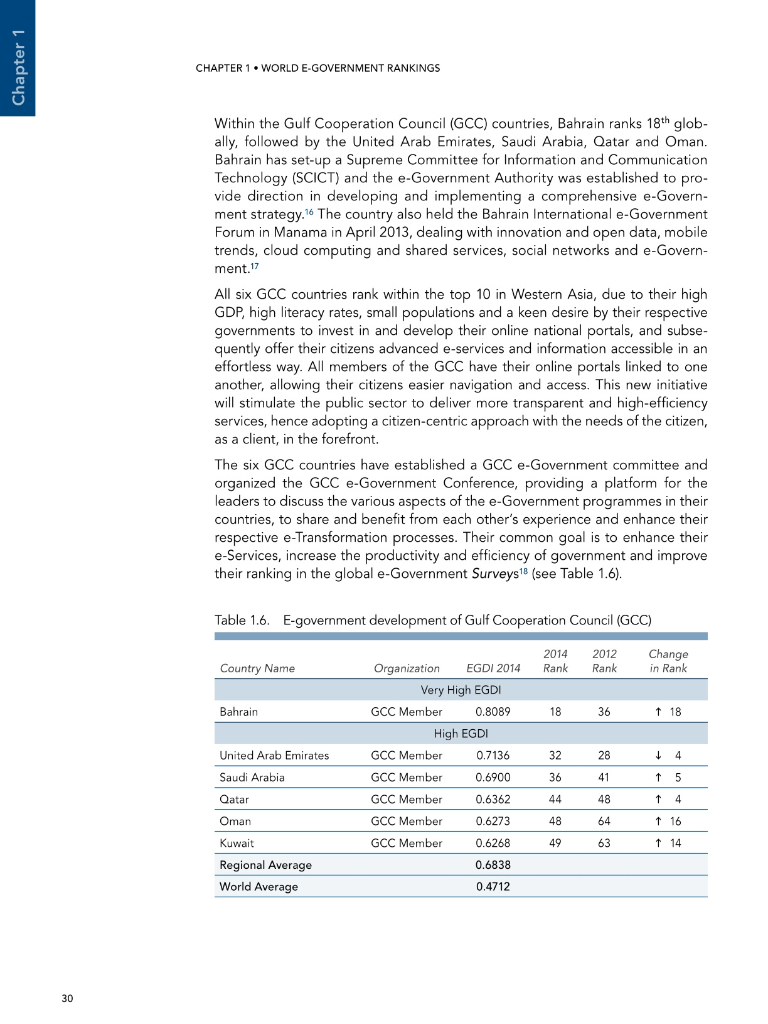 Chapter 1
CHAPTER 1 • WORLD E-GOVERNMENT RANKINGS
Within the Gulf Cooperation Council (GCC) countries, Bahrain ranks 18th glob-
ally, followed by the United Arab Emirates, Saudi Arabia, Qatar and Oman.
Bahrain has set-up a Supreme Committee for Information and Communication
Technology (SCICT) and the e-Government Authority was established to pro-
vide direction in developing and implementing a comprehensive e-Govern-
ment strategy.16 The country also held the Bahrain International e-Government
Forum in Manama in April 2013, dealing with innovation and open data, mobile
trends, cloud computing and shared services, social networks and e-Govern-
ment.17
All six GCC countries rank within the top 10 in Western Asia, due to their high
GDP, high literacy rates, small populations and a keen desire by their respective
governments to invest in and develop their online national portals, and subse-
quently offer their citizens advanced e-services and information accessible in an
effortless way. All members of the GCC have their online portals linked to one
another, allowing their citizens easier navigation and access. This new initiative
will stimulate the public sector to deliver more transparent and high-efficiency
services, hence adopting a citizen-centric approach with the needs of the citizen,
as a client, in the forefront.
The six GCC countries have established a GCC e-Government committee and
organized the GCC e-Government Conference, providing a platform for the
leaders to discuss the various aspects of the e-Government programmes in their
countries, to share and benefit from each other's experience and enhance their
respective e-Transformation processes. Their common goal is to enhance their
e-Services, increase the productivity and efficiency of government and improve
their ranking in the global e-Government Surveys18 (see Table 1.6).
Table 1.6. E-government development of Gulf Cooperation Council (GCC)
Country Name Organization EGDI 2014 2014 Rank 2012 Rank Change in Rank
Very High EGDI
Bahrain GCC Member 0.8089 18 36 ↑ 18
High EGDI
United Arab Emirates GCC Member 0.7136 32 28 ↓ 4
Saudi Arabia GCC Member 0.6900 36 41 ↑ 5
Qatar GCC Member 0.6362 44 48 ↑ 4
Oman GCC Member 0.6273 48 64 ↑ 16
Kuwait GCC Member 0.6268 49 63 ↑ 14
Regional Average 0.6838
World Average 0.4712
30